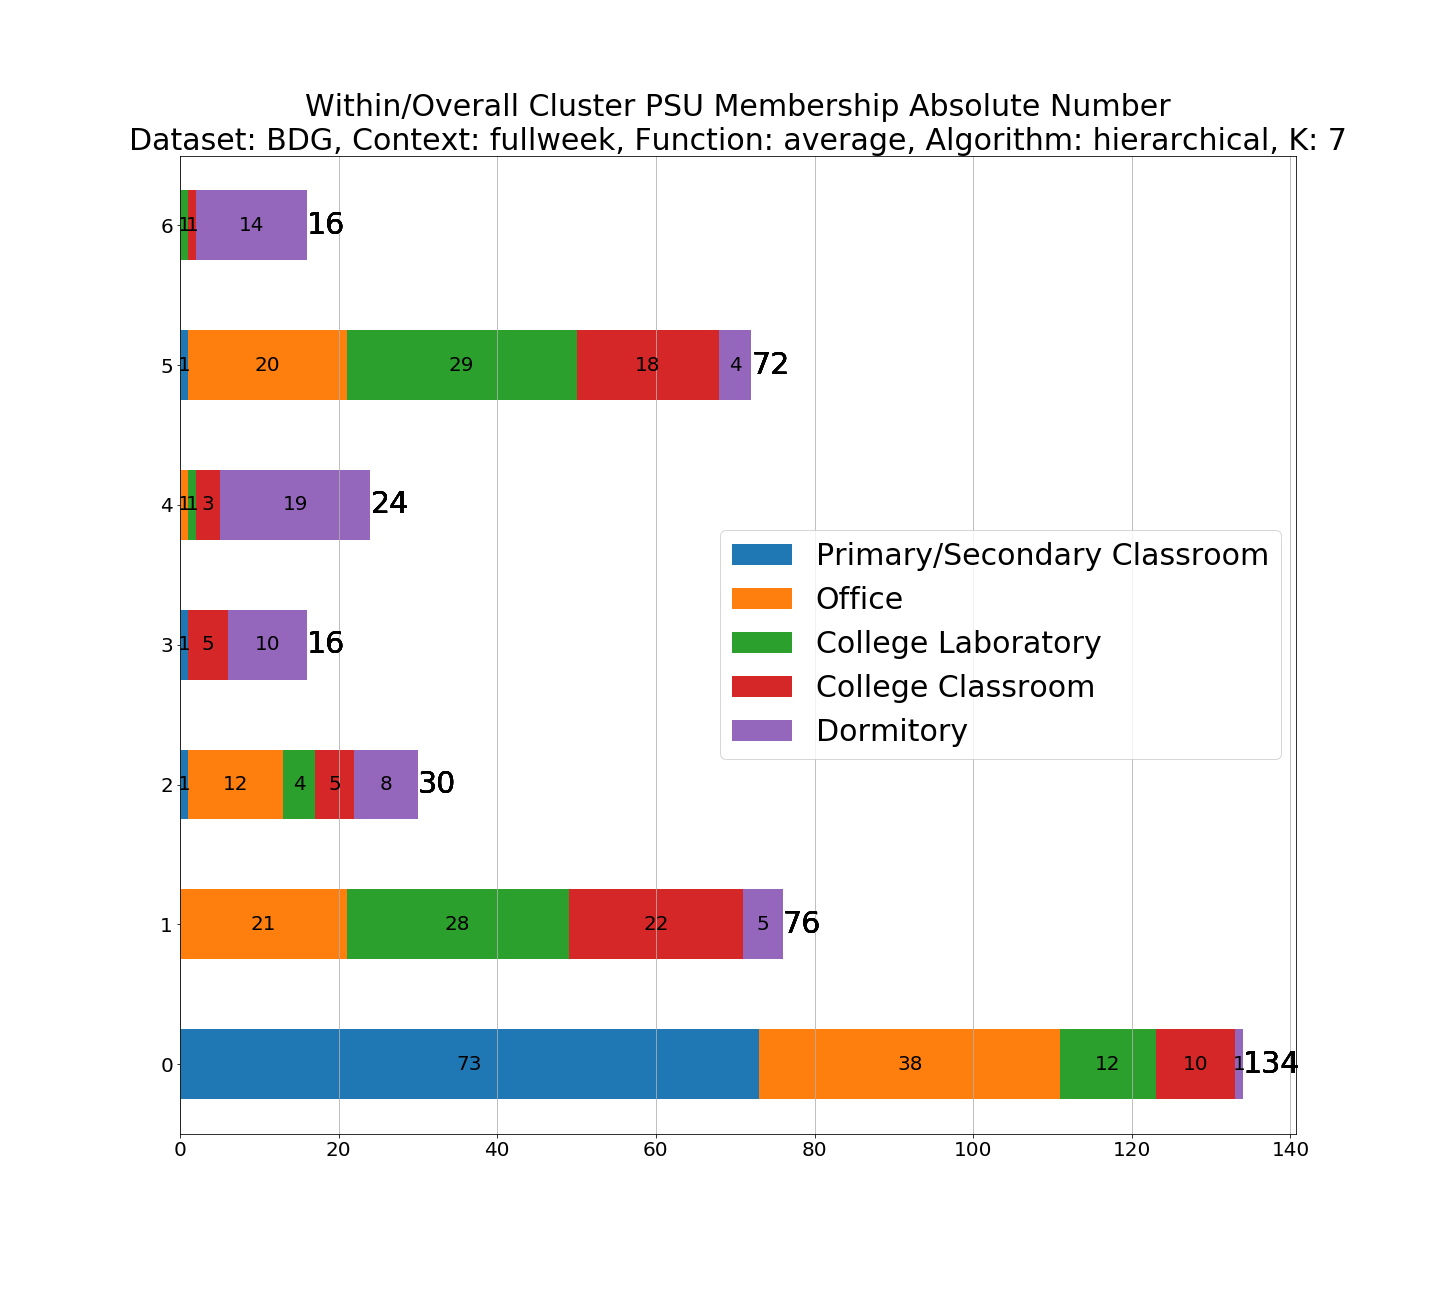 Within/Overall Cluster PSU Membership Absolute Number
Dataset: BDG, Context: fullweek, Function: average, Algorithm: hierarchical, K: 7
6 1 1 14 16
5 1 20 29 18 4 72
4 1 1 3 19 24
3 1 5 10 16
Primary/Secondary Classroom
Office
College Laboratory
College Classroom
Dormitory
2 1 12 4 5 8 30
1 21 28 22 5 76
0 73 38 12 10 1 134
0 20 40 60 80 100 120 140